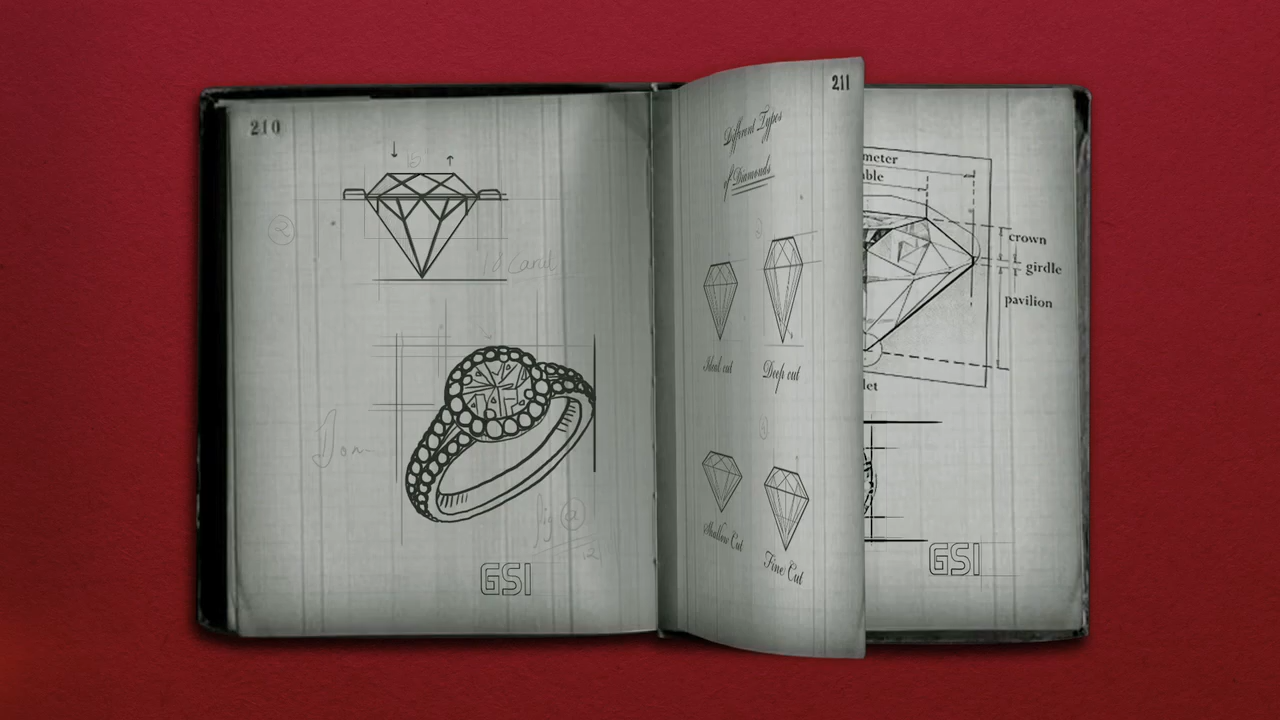 210
GSI
211
Different Types
of Diamonds
Ideal cut
Deep cut
Shallow Cut
Fine Cut
meter
ble
crown
girdle
pavilion
let
GSI